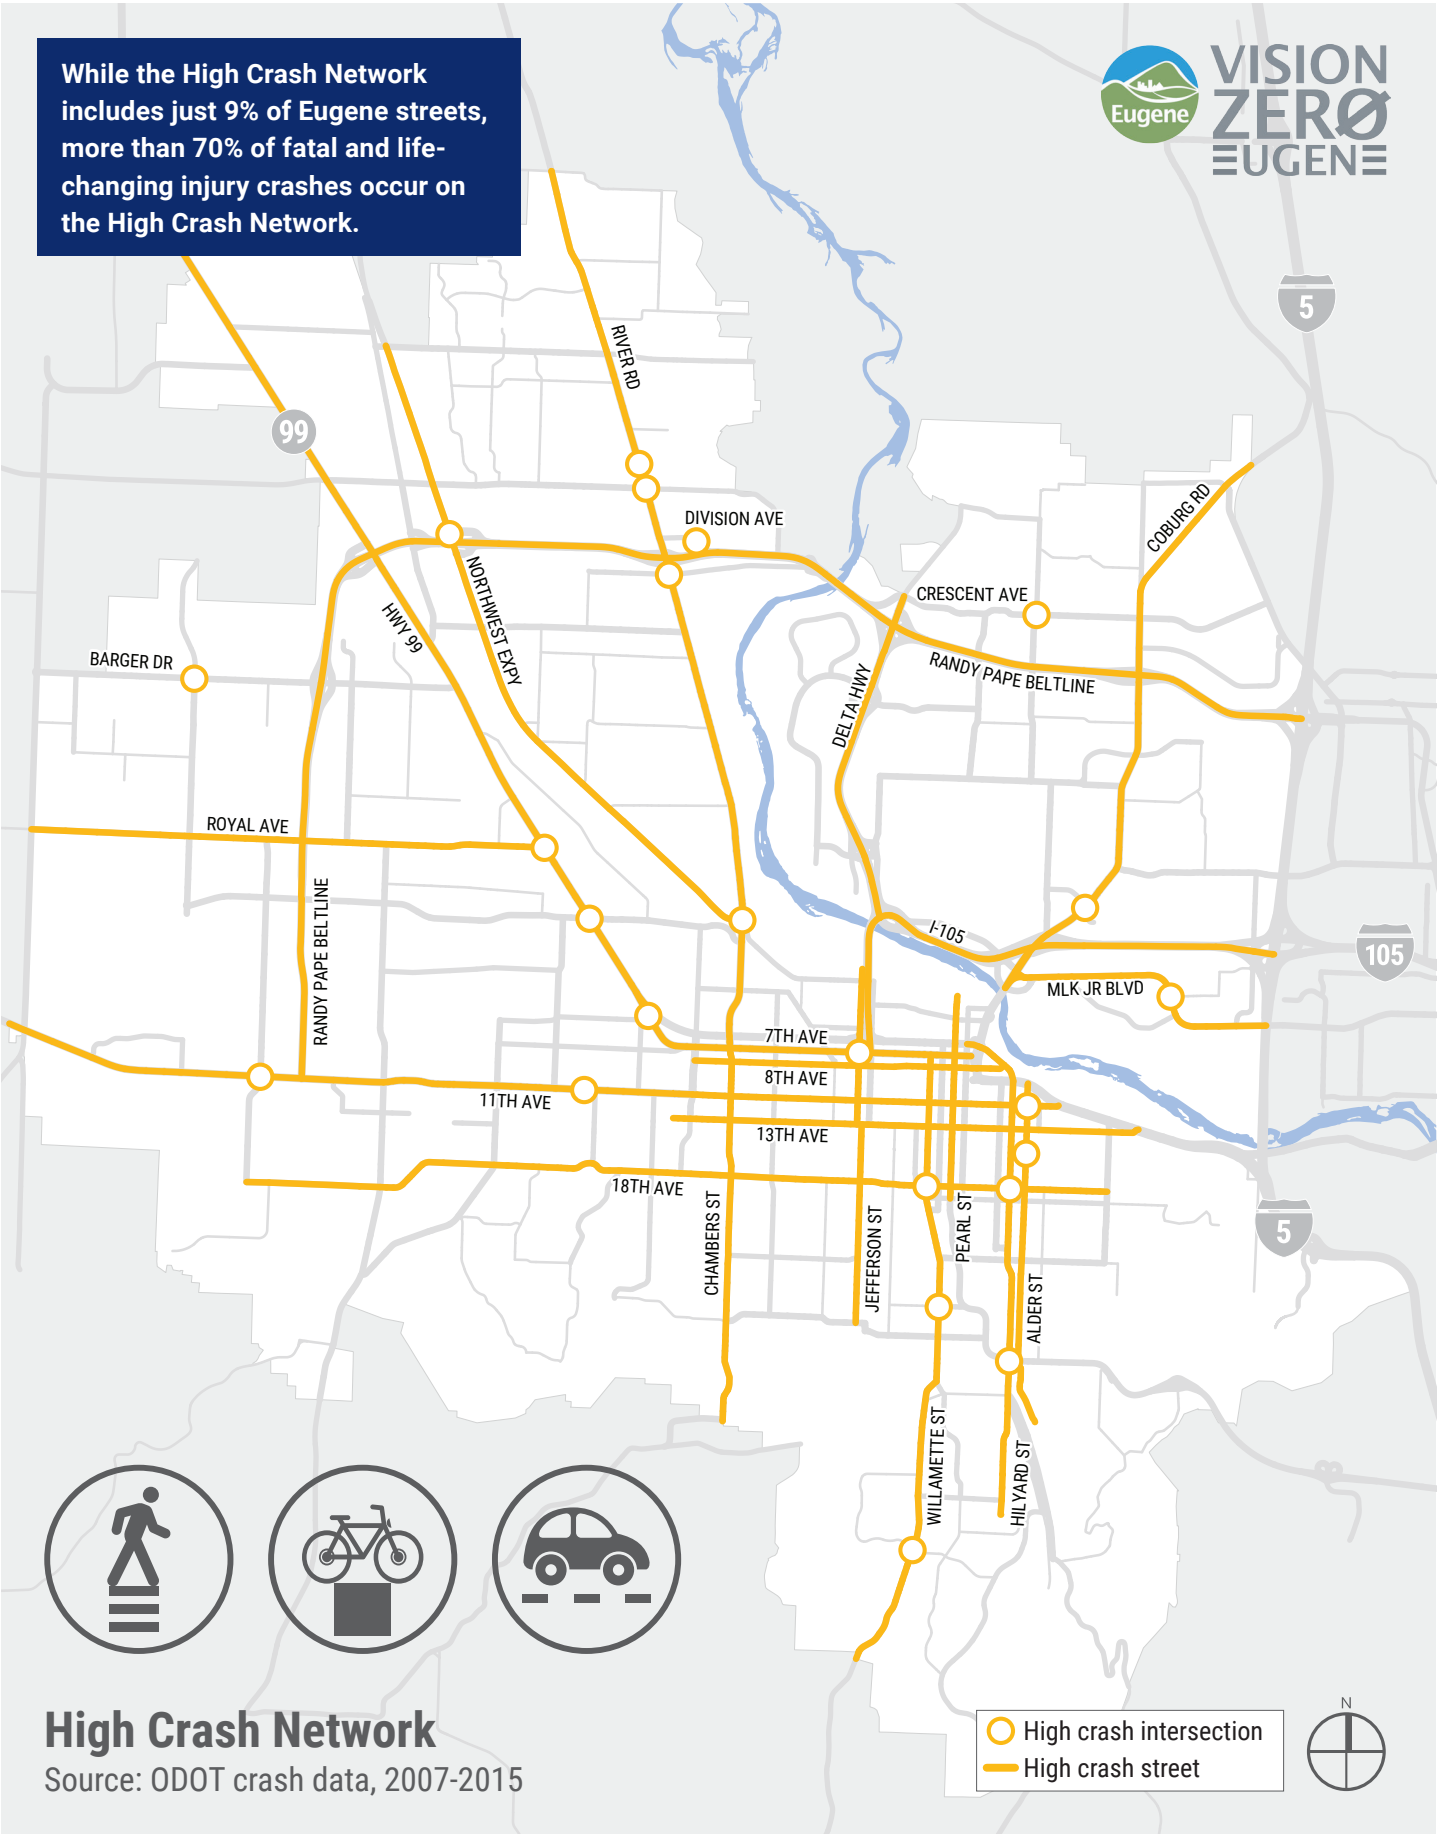 While the High Crash Network
includes just 9% of Eugene streets,
more than 70% of fatal and life-
changing injury crashes occur on
the High Crash Network.
Eugene
VISION
ZERØ
EUGENE
5
RIVER RD
99
COBURG RD
DIVISION AVE
NORTHWEST EXPY
CRESCENT AVE
HWY 99
BARGER DR
RANDY PAPE BELTLINE
DELTA HWY
ROYAL AVE
RANDY PAPE BELTLINE
I-105
105
MLK JR BLVD
7TH AVE
8TH AVE
11TH AVE
13TH AVE
18TH AVE
CHAMBERS ST
JEFFERSON ST
PEARL ST
5
ALDER ST
WILLAMETTE ST
HILYARD ST
High Crash Network
Source: ODOT crash data, 2007-2015
High crash intersection
High crash street
N